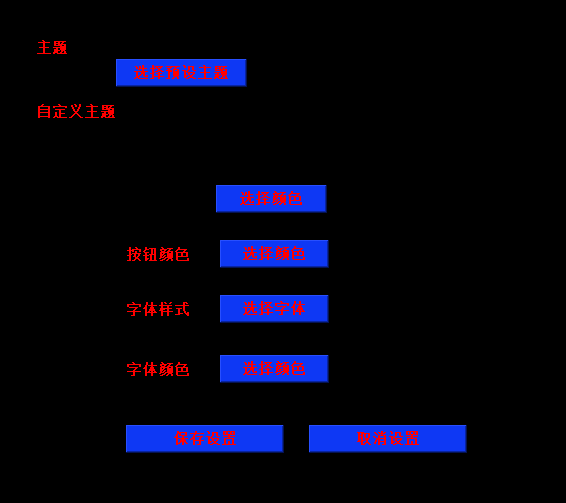 主题
选择预设主题
自定义主题
选择颜色
按钮颜色 选择颜色
字体样式 选择字体
字体颜色 选择颜色
保存设置 取消设置